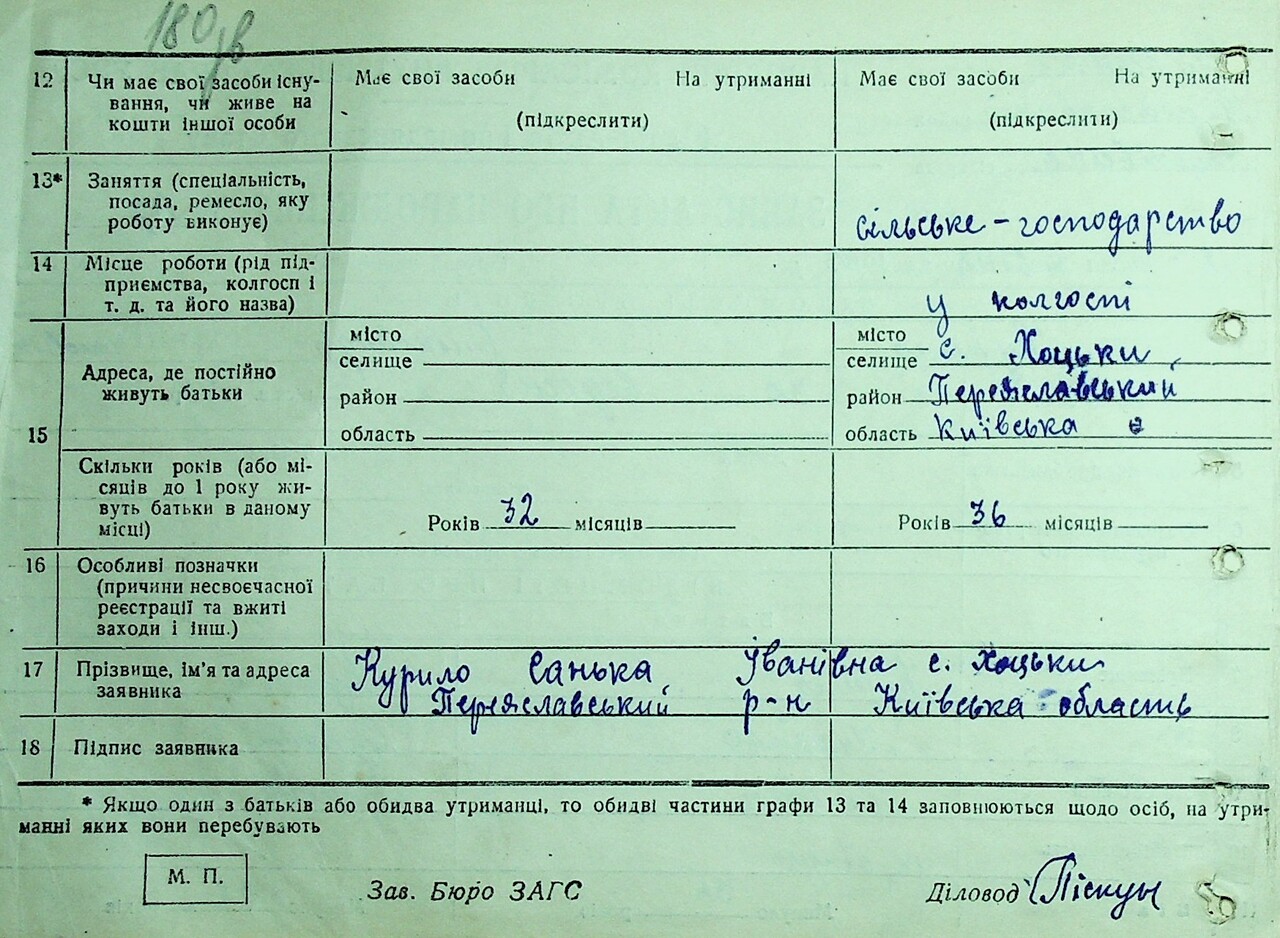 180
12 Чи має свої засоби існу-
вання, чи живе на
кошти іншої особи
Має свої засоби На утриманні
(підкреслити)
Має свої засоби На утриманні
(підкреслити)
13* Заняття (спеціальність,
посада, ремесло, яку
роботу виконує)
сільське – господарство
14 Місце роботи (рід під-
приємства, колгосп і
т. д. та його назва)
у колгоспі
15
Адреса, де постійно
живуть батьки
місто
селище
район
область
місто
селище с. Хоцьки
район Переяславський
область Київська
Скільки років (або мі-
сяців до 1 року жи-
вуть батьки в даному
місці)
Років 32 місяців
Років 36 місяців
16 Особливі позначки
(причини несвоєчасної
реєстрації та вжиті
заходи і інш.)
17 Прізвище, ім'я та адреса
заявника
Курило Санька Іванівна с. Хоцьки
Переяславський р-н Київська область
18 Підпис заявника
* Якщо один з батьків або обидва утриманці, то обидві частини графи 13 та 14 заповнюються щодо осіб, на утри-
манні яких вони перебувають
М. П.
Зав. Бюро ЗАГС
Діловод Піскун